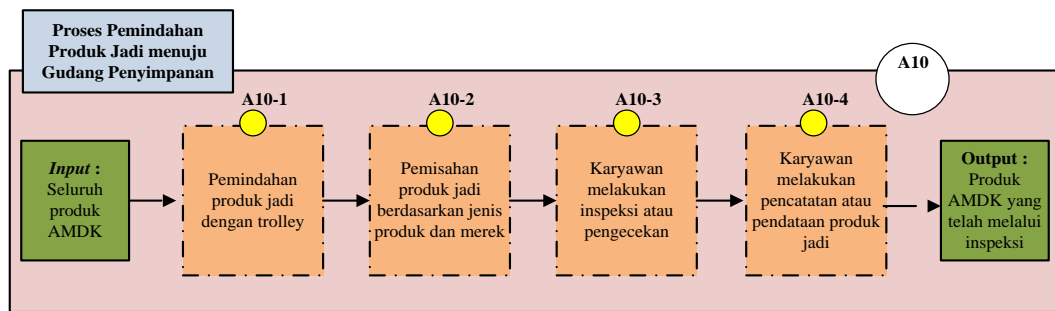 Proses Pemindahan
Produk Jadi menuju
Gudang Penyimpanan
A10
A10-1
A10-2
A10-3
A10-4
Input :
Seluruh
produk
AMDK
Pemindahan
produk jadi
dengan trolley
Pemisahan
produk jadi
berdasarkan jenis
produk dan merek
Karyawan
melakukan
inspeksi atau
pengecekan
Karyawan
melakukan
pencatatan atau
pendataan produk
jadi
Output :
Produk
AMDK yang
telah melalui
inspeksi